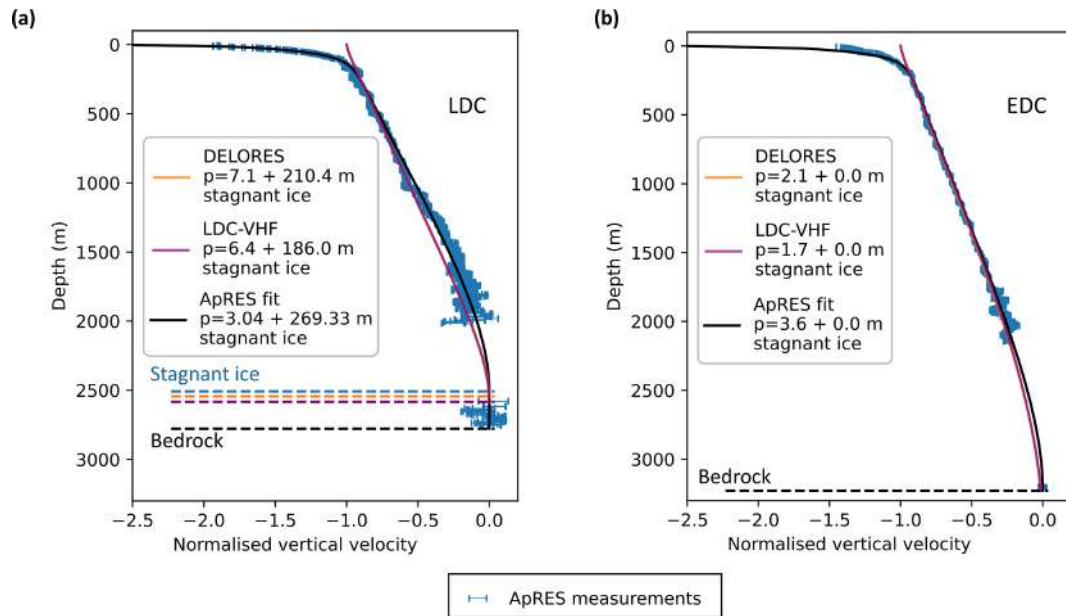 (a)
(b)
0
500
1000
1500
2000
2500
3000
Depth (m)
LDC
DELORES
p=7.1 + 210.4 m
stagnant ice
LDC-VHF
p=6.4 + 186.0 m
stagnant ice
ApRES fit
p=3.04 + 269.33 m
stagnant ice
Stagnant ice
Bedrock
−2.5 −2.0 −1.5 −1.0 −0.5 0.0
Normalised vertical velocity
0
500
1000
1500
2000
2500
3000
Depth (m)
EDC
DELORES
p=2.1 + 0.0 m
stagnant ice
LDC-VHF
p=1.7 + 0.0 m
stagnant ice
ApRES fit
p=3.6 + 0.0 m
stagnant ice
Bedrock
−2.5 −2.0 −1.5 −1.0 −0.5 0.0
Normalised vertical velocity
ApRES measurements